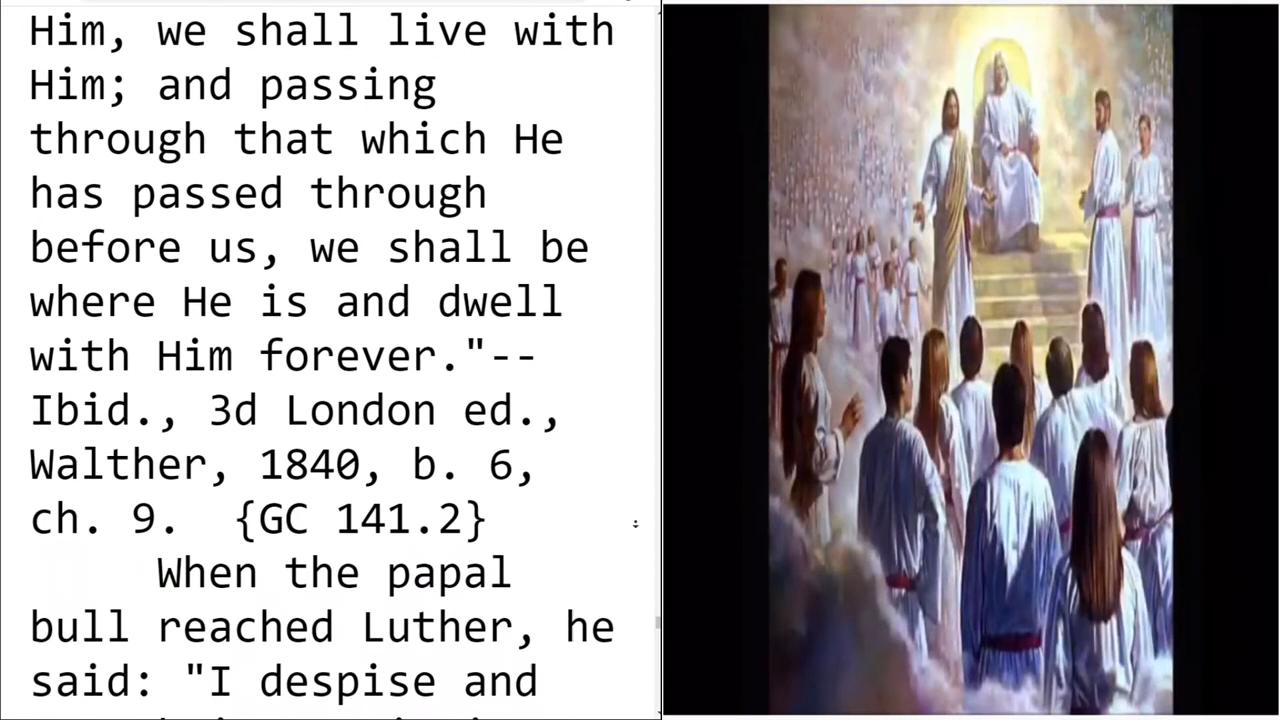 Him, we shall live with
Him; and passing
through that which He
has passed through
before us, we shall be
where He is and dwell
with Him forever."--
Ibid., 3d London ed.,
Walther, 1840, b. 6,
ch. 9.  {GC 141.2}
When the papal
bull reached Luther, he
said: "I despise and